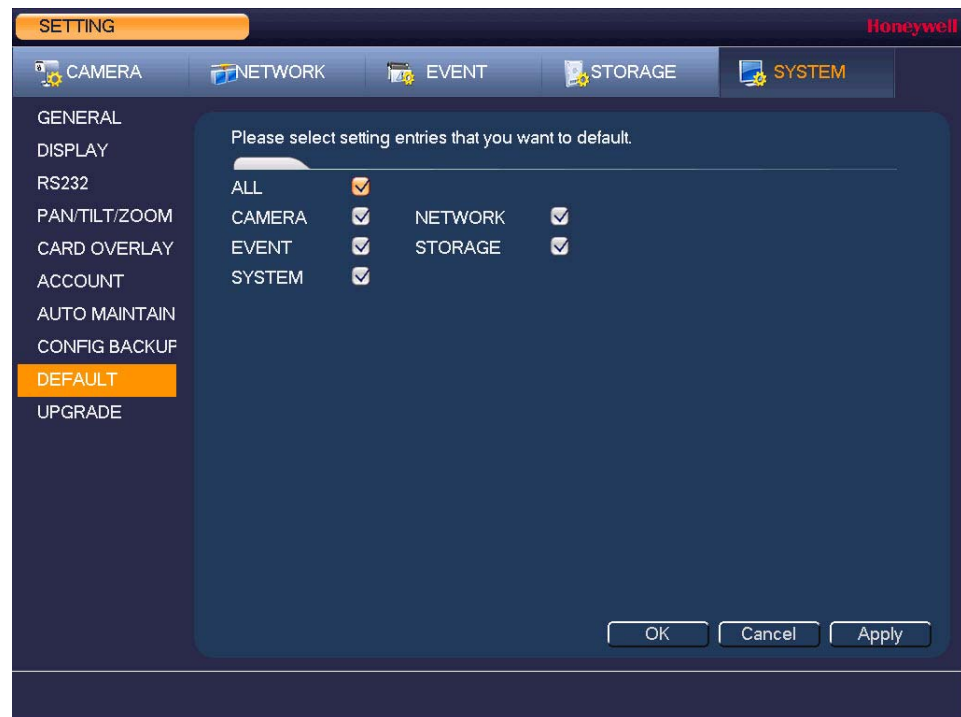 SETTING
Honeywell
CAMERA NETWORK EVENT STORAGE SYSTEM
GENERAL
DISPLAY
RS232
PAN/TILT/ZOOM
CARD OVERLAY
ACCOUNT
AUTO MAINTAIN
CONFIG BACKUP
DEFAULT
UPGRADE
Please select setting entries that you want to default.
ALL
CAMERA NETWORK
EVENT STORAGE
SYSTEM
OK Cancel Apply